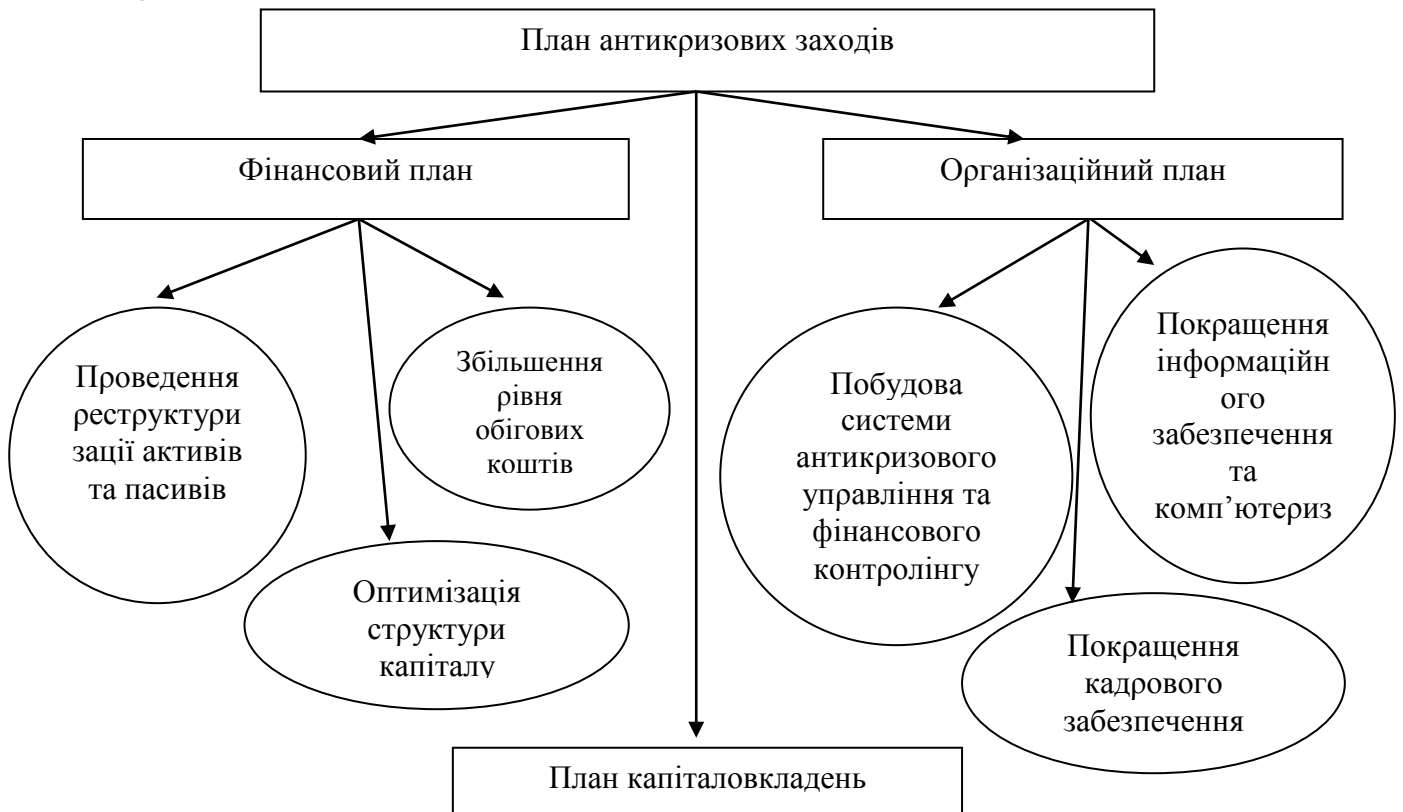 План антикризових заходів
Фінансовий план
Організаційний план
Проведення
реструктури
зації активів
та пасивів
Збільшення
рівня
обігових
коштів
Оптимізація
структури
капіталу
Побудова
системи
антикризового
управління та
фінансового
контролінгу
Покращення
інформаційн
ого
забезпечення
та
комп’ютериз
Покращення
кадрового
забезпечення
План капіталовкладень